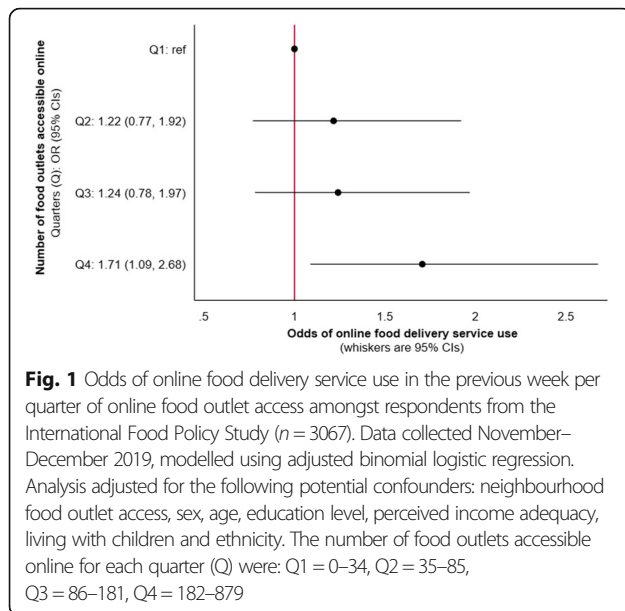 Number of food outlets accessible online
Quarters (Q): OR (95% CIs)
Q1: ref
Q2: 1.22 (0.77, 1.92)
Q3: 1.24 (0.78, 1.97)
Q4: 1.71 (1.09, 2.68)
.5 1 1.5 2 2.5
Odds of online food delivery service use
(whiskers are 95% CIs)
Fig. 1 Odds of online food delivery service use in the previous week per
quarter of online food outlet access amongst respondents from the
International Food Policy Study (n = 3067). Data collected November–
December 2019, modelled using adjusted binomial logistic regression.
Analysis adjusted for the following potential confounders: neighbourhood
food outlet access, sex, age, education level, perceived income adequacy,
living with children and ethnicity. The number of food outlets accessible
online for each quarter (Q) were: Q1 = 0–34, Q2 = 35–85,
Q3 = 86–181, Q4 = 182–879